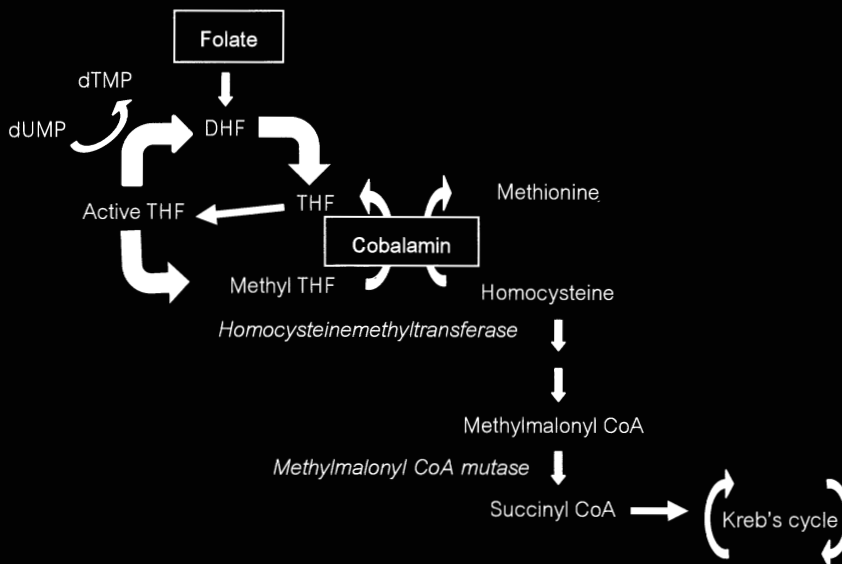 Folate
dTMP
dUMP
DHF
Active THF
THF
Methionine
Cobalamin
Methyl THF
Homocysteine
Homocysteinemethyltransferase
Methylmalonyl CoA
Methylmalonyl CoA mutase
Succinyl CoA
Kreb's cycle